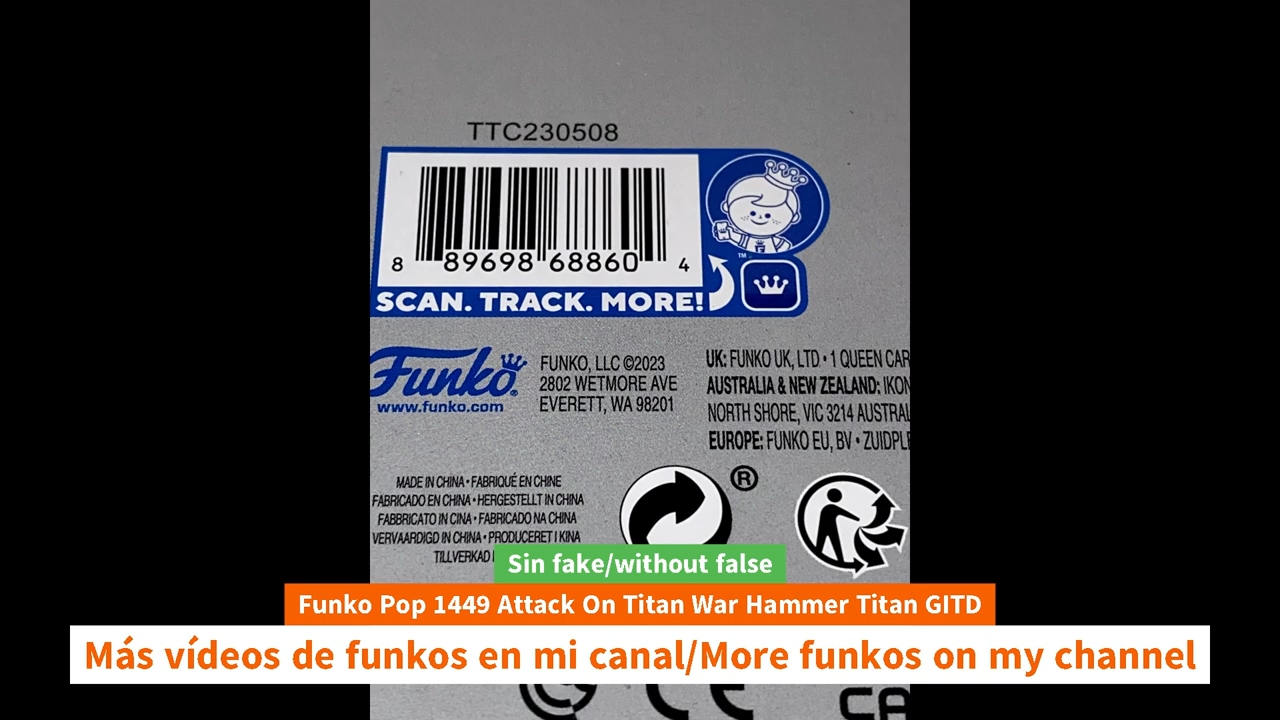 TTC230508
8 89698 68860 4
SCAN. TRACK. MORE!
™
Funko®
www.funko.com
FUNKO, LLC ©2023
2802 WETMORE AVE
EVERETT, WA 98201
UK: FUNKO UK, LTD • 1 QUEEN CAR
AUSTRALIA & NEW ZEALAND: IKON
NORTH SHORE, VIC 3214 AUSTRAL
EUROPE: FUNKO EU, BV • ZUIDPLE
MADE IN CHINA • FABRIQUÉ EN CHINE
FABRICADO EN CHINA • HERGESTELLT IN CHINA
FABBRICATO IN CINA • FABRICADO NA CHINA
VERVAARDIGD IN CHINA • PRODUCERET I KINA
TILLVERKAD
®
Sin fake/without false
Funko Pop 1449 Attack On Titan War Hammer Titan GITD
Más vídeos de funkos en mi canal/More funkos on my channel
CE
CA